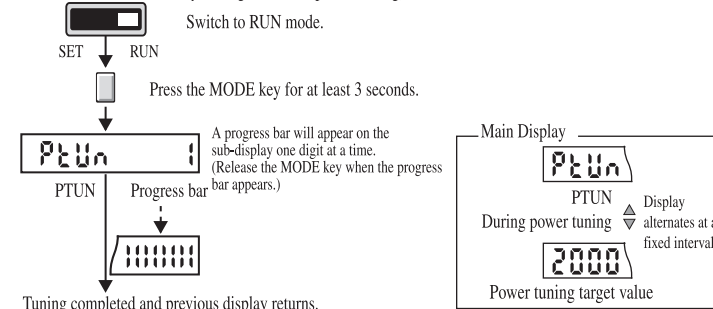 Switch to RUN mode.
SET RUN
Press the MODE key for at least 3 seconds.
PtUn 1
A progress bar will appear on the
sub-display one digit at a time.
(Release the MODE key when the progress
bar appears.)
PTUN Progress bar
Tuning completed and previous display returns.
Main Display
PtUn
PTUN
During power tuning
Display
alternates at a
fixed interval
2000
Power tuning target value